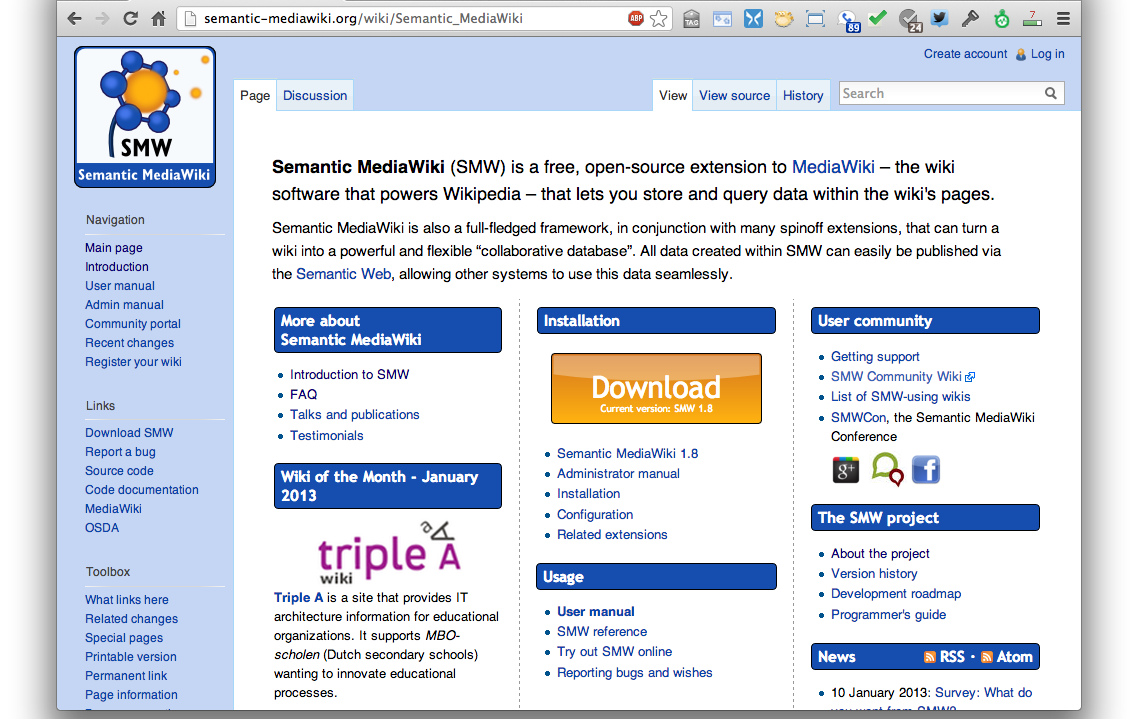 semantic-mediawiki.org/wiki/Semantic_MediaWiki
ABP
TAG
89
24
7
Create account Log in
SMW
Semantic MediaWiki
Page Discussion View View source History Search
Semantic MediaWiki (SMW) is a free, open-source extension to MediaWiki – the wiki
software that powers Wikipedia – that lets you store and query data within the wiki's pages.
Semantic MediaWiki is also a full-fledged framework, in conjunction with many spinoff extensions, that can turn a
wiki into a powerful and flexible “collaborative database”. All data created within SMW can easily be published via
the Semantic Web, allowing other systems to use this data seamlessly.
Navigation
Main page
Introduction
User manual
Admin manual
Community portal
Recent changes
Register your wiki
Links
Download SMW
Report a bug
Source code
Code documentation
MediaWiki
OSDA
Toolbox
What links here
Related changes
Special pages
Printable version
Permanent link
Page information
More about
Semantic MediaWiki
Introduction to SMW
FAQ
Talks and publications
Testimonials
Wiki of the Month - January
2013
triple A
wiki
Triple A is a site that provides IT
architecture information for educational
organizations. It supports MBO-
scholen (Dutch secondary schools)
wanting to innovate educational
processes.
Installation
Download
Current version: SMW 1.8
Semantic MediaWiki 1.8
Administrator manual
Installation
Configuration
Related extensions
Usage
User manual
SMW reference
Try out SMW online
Reporting bugs and wishes
User community
Getting support
SMW Community Wiki
List of SMW-using wikis
SMWCon, the Semantic MediaWiki
Conference
g+
f
The SMW project
About the project
Version history
Development roadmap
Programmer's guide
News RSS • Atom
10 January 2013: Survey: What do
you want from SMW?